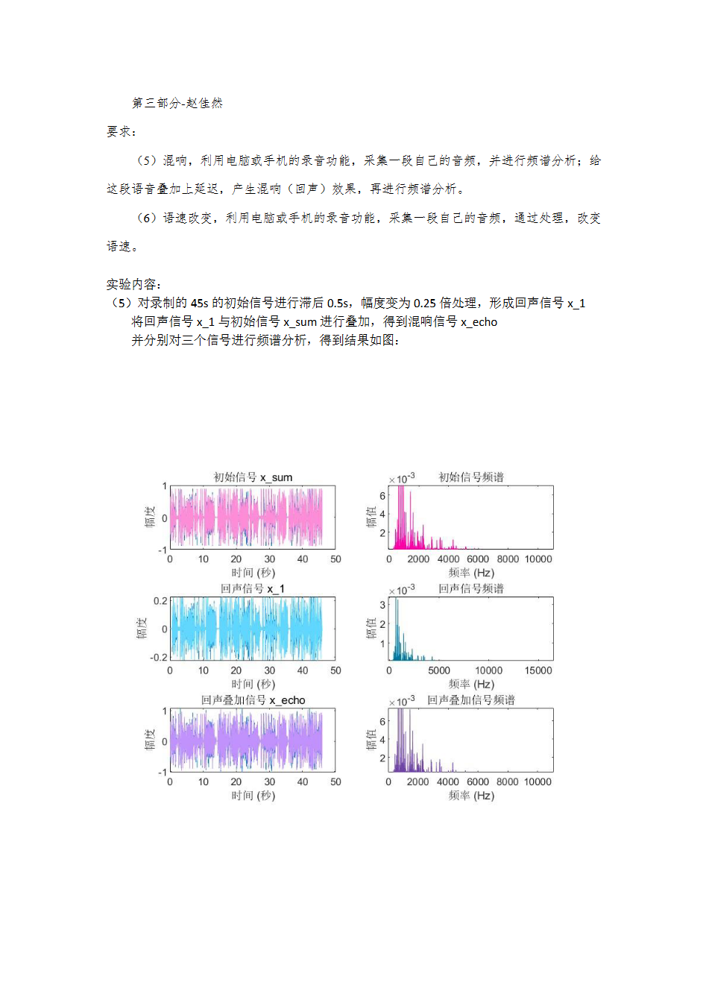 第三部分-赵佳然
要求：
（5）混响，利用电脑或手机的录音功能，采集一段自己的音频，并进行频谱分析；给
这段语音叠加上延迟，产生混响（回声）效果，再进行频谱分析。
（6）语速改变，利用电脑或手机的录音功能，采集一段自己的音频，通过处理，改变
语速。
实验内容：
（5）对录制的 45s 的初始信号进行滞后 0.5s，幅度变为 0.25 倍处理，形成回声信号 x_1
将回声信号 x_1 与初始信号 x_sum 进行叠加，得到混响信号 x_echo
并分别对三个信号进行频谱分析，得到结果如图：
初始信号 x_sum
1
0
-1
幅度
0 10 20 30 40 50
时间 (秒)
×10-3 初始信号频谱
6
4
2
幅值
0 2000 4000 6000 8000 10000
频率 (Hz)
回声信号 x_1
0.2
0
-0.2
幅度
0 10 20 30 40 50
时间 (秒)
×10-3 回声信号频谱
3
2
1
幅值
0 5000 10000 15000
频率 (Hz)
回声叠加信号 x_echo
1
0
-1
幅度
0 10 20 30 40 50
时间 (秒)
×10-3 回声叠加信号频谱
6
4
2
幅值
0 2000 4000 6000 8000 10000
频率 (Hz)